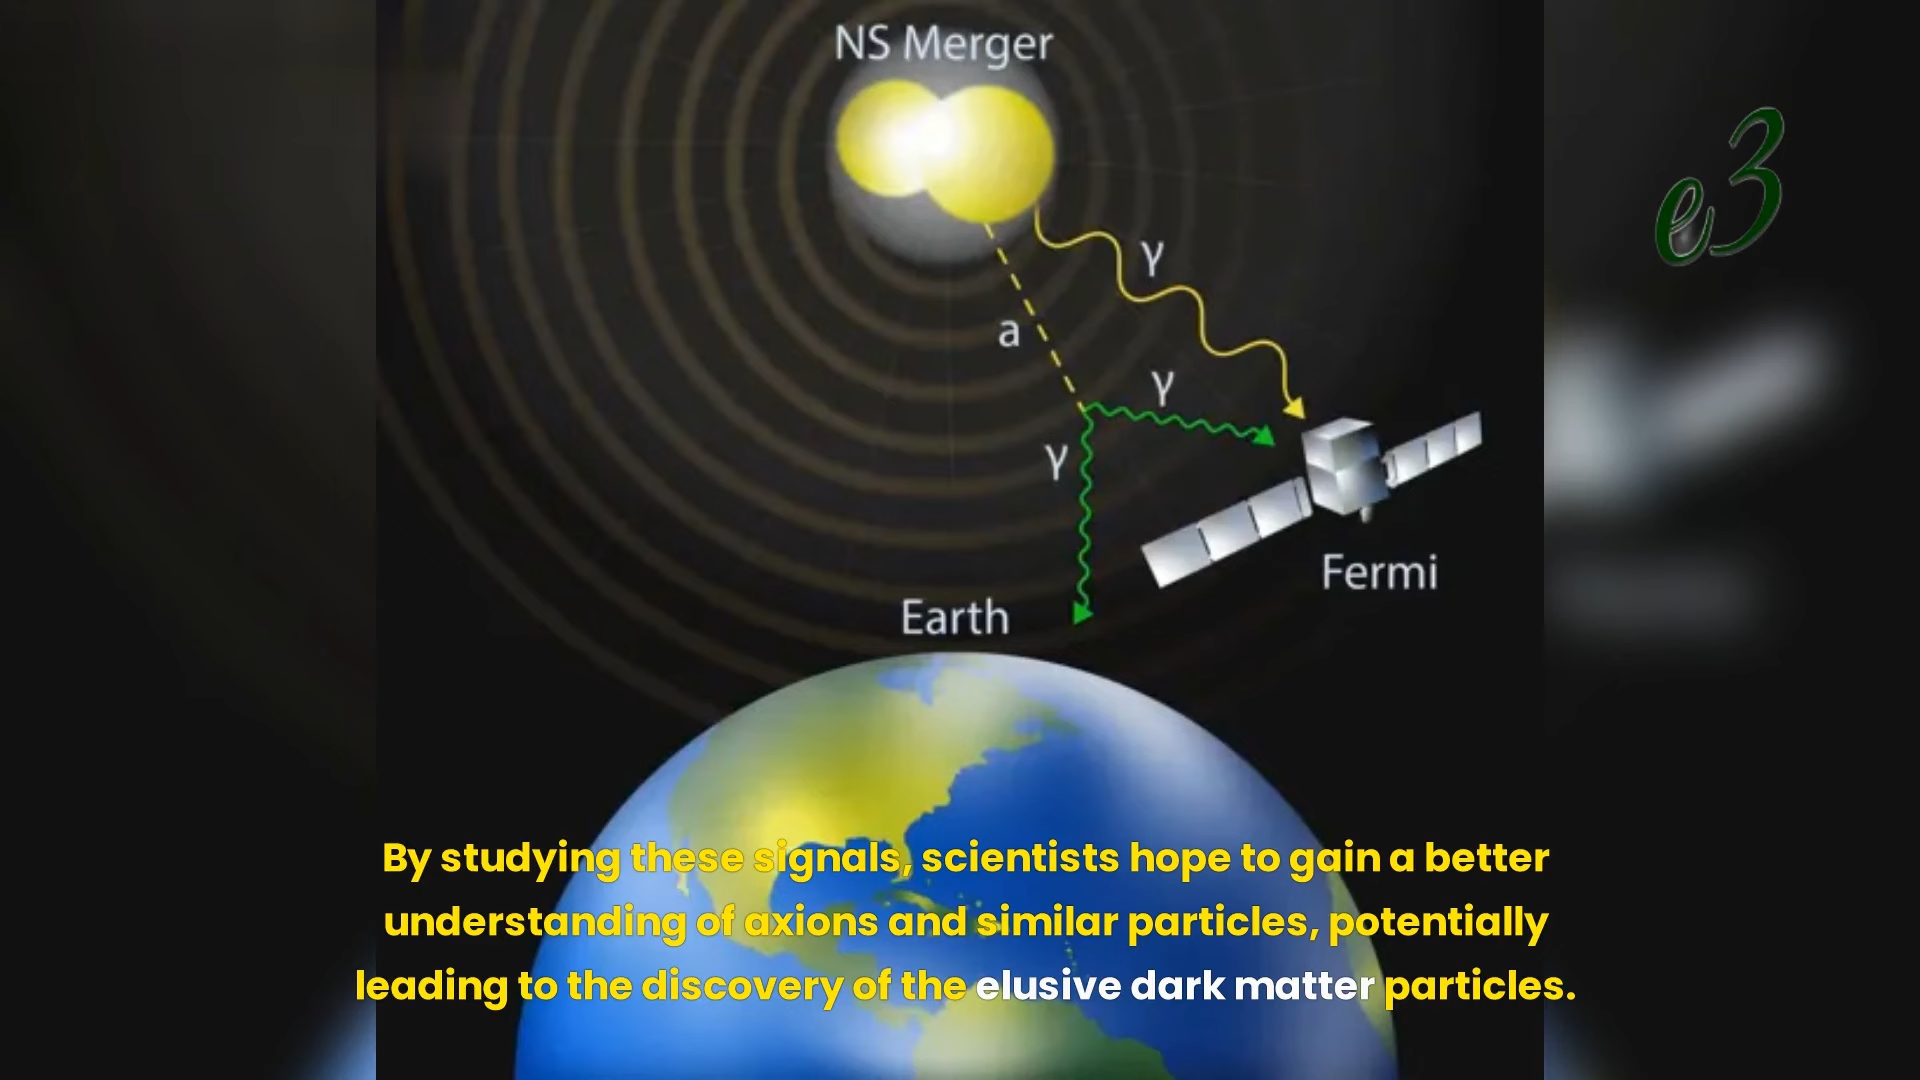 NS Merger
e3
γ
a
γ
γ
Fermi
Earth
By studying these signals, scientists hope to gain a better
understanding of axions and similar particles, potentially
leading to the discovery of the elusive dark matter particles.